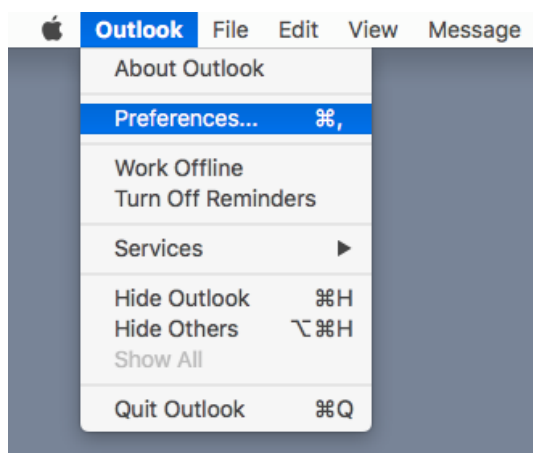 Outlook File Edit View Message
About Outlook
Preferences... ⌘,
Work Offline
Turn Off Reminders
Services ▶
Hide Outlook ⌘H
Hide Others ⌥⌘H
Show All
Quit Outlook ⌘Q